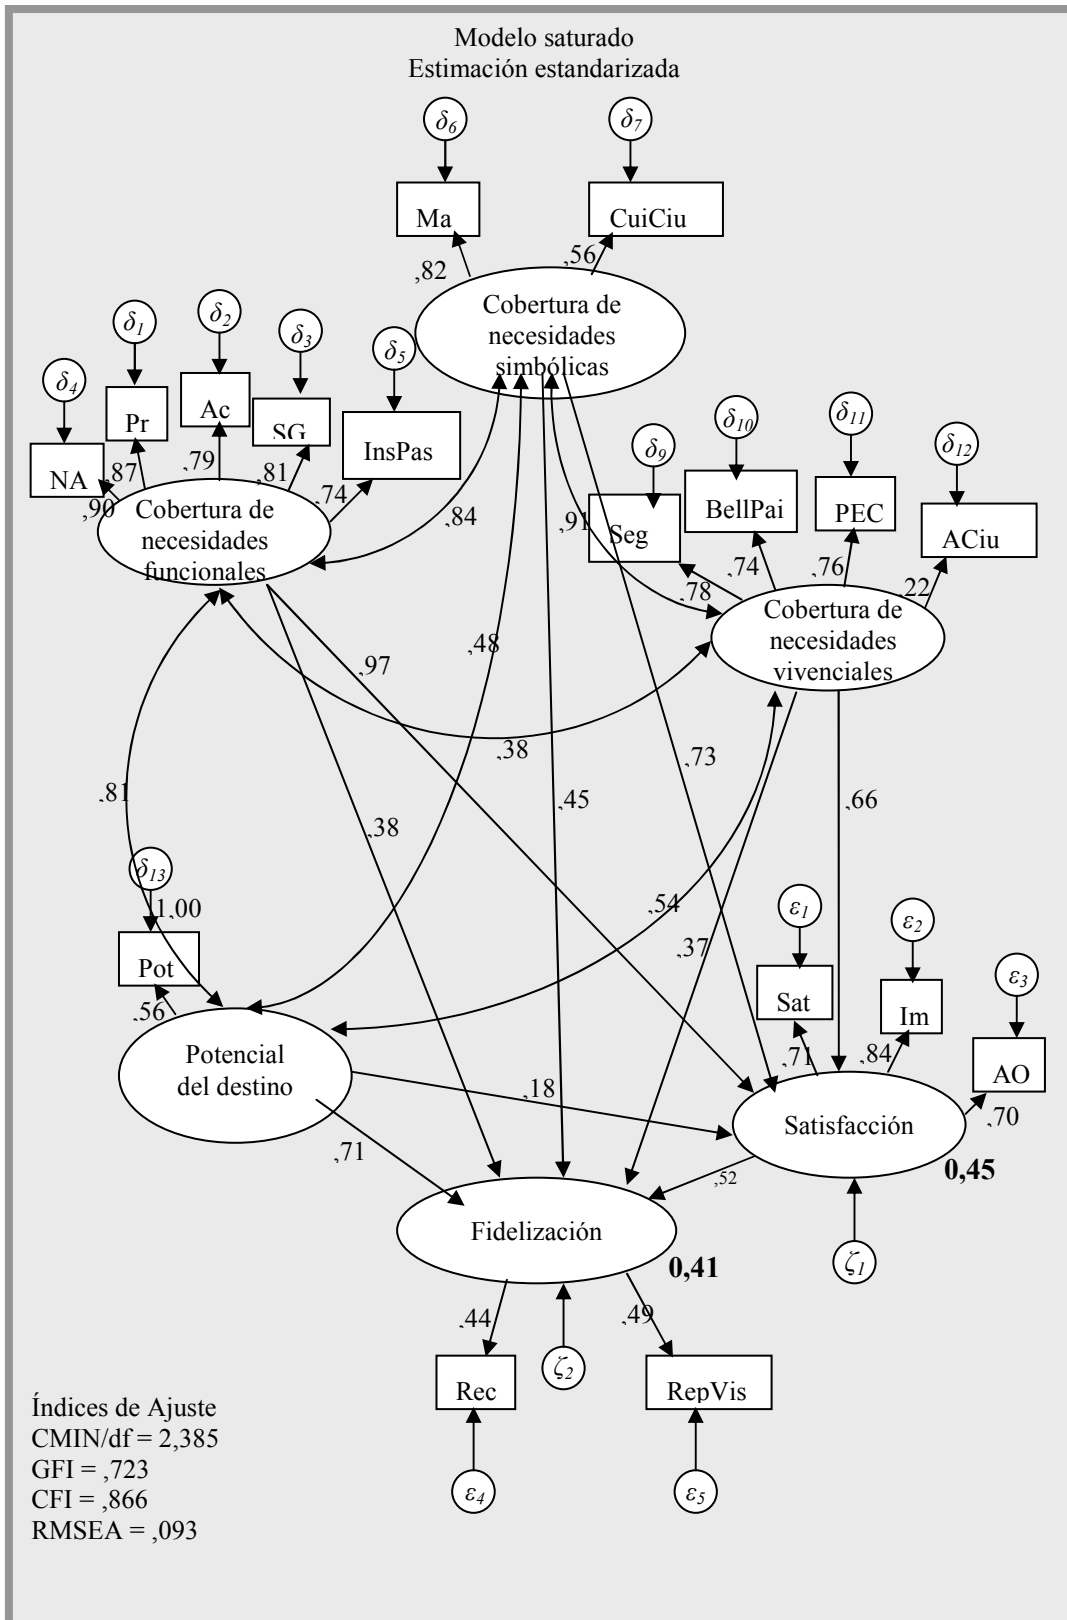 Modelo saturado
Estimación estandarizada
δ6
δ7
Ma
CuiCiu
,82
,56
Cobertura de
necesidades
simbólicas
δ1
δ2
δ3
δ4
δ5
Pr
Ac
SG
NA
InsPas
,90
,87
,79
,81
,74
Cobertura de
necesidades
funcionales
,84
,91
δ9
δ10
δ11
δ12
Seg
BellPai
PEC
ACiu
,78
,74
,76
,22
Cobertura de
necesidades
vivenciales
,97
,48
,38
,73
,81
,38
,45
,66
,54
,37
δ13
1,00
Pot
,56
Potencial
del destino
ε1
ε2
ε3
Sat
Im
AO
,71
,84
,70
,18
Satisfacción
0,45
,71
,52
ζ1
Fidelización
0,41
,44
,49
ζ2
Rec
RepVis
ε4
ε5
Índices de Ajuste
CMIN/df = 2,385
GFI = ,723
CFI = ,866
RMSEA = ,093